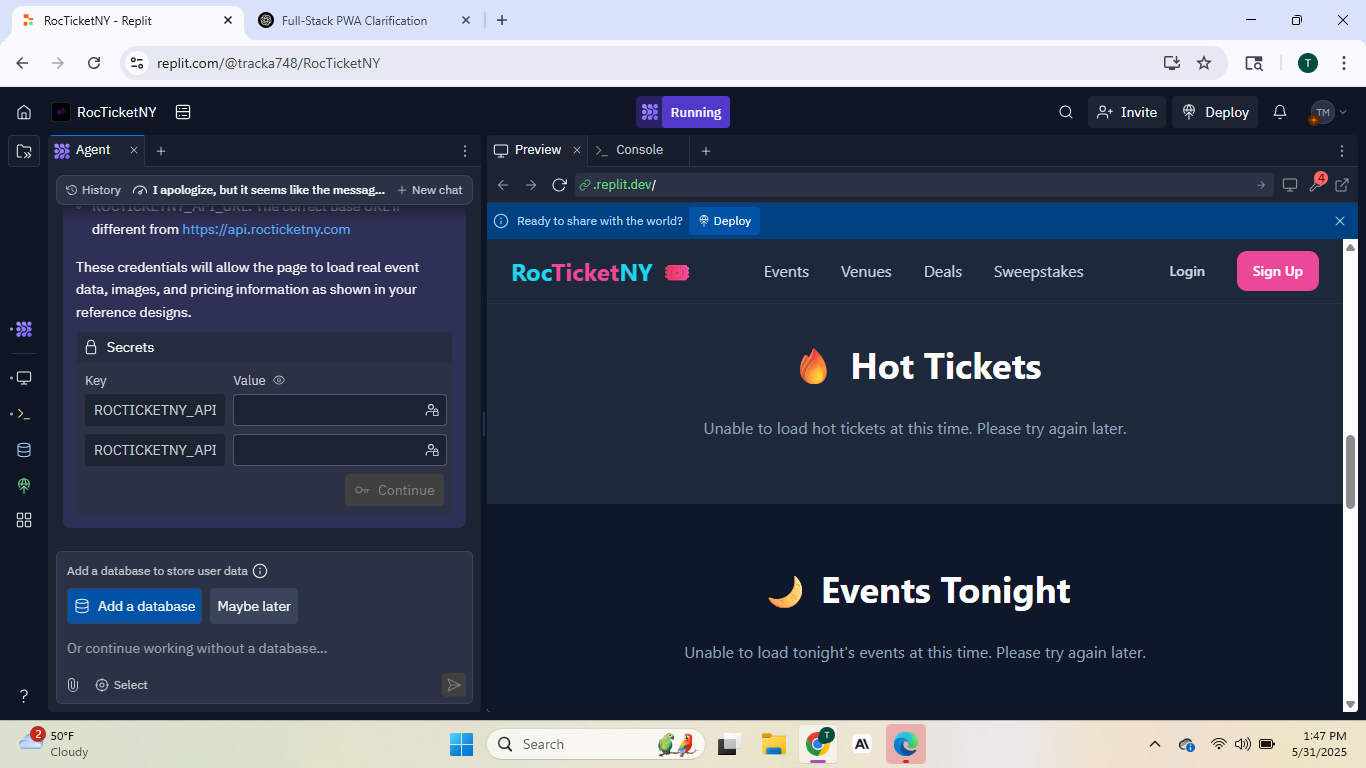 RocTicketNY - Replit
Full-Stack PWA Clarification
replit.com/@tracka748/RocTicketNY
T
RocTicketNY
Running
Invite
Deploy
TM
Agent
Preview
Console
History
I apologize, but it seems like the messag...
New chat
.replit.dev/
4
ROCTICKETNY_API_URL: The correct base URL if
different from https://api.rocticketny.com
Ready to share with the world?
Deploy
These credentials will allow the page to load real event
data, images, and pricing information as shown in your
reference designs.
Secrets
Key
Value
ROCTICKETNY_API
ROCTICKETNY_API
Continue
Add a database to store user data
Add a database
Maybe later
Or continue working without a database...
Select
RocTicketNY
Events
Venues
Deals
Sweepstakes
Login
Sign Up
Hot Tickets
Unable to load hot tickets at this time. Please try again later.
Events Tonight
Unable to load tonight's events at this time. Please try again later.
2
50°F
Cloudy
Search
T
1:47 PM
5/31/2025